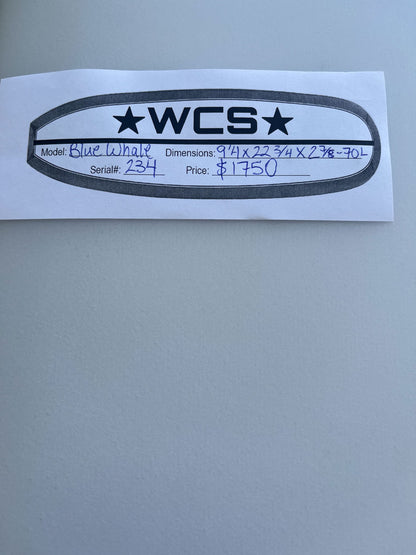 ★WCS★
Model: Blue Whale Dimensions: 9'4 x 22 3/4 x 2 7/8 - 70L
Serial#: 234 Price: $1750